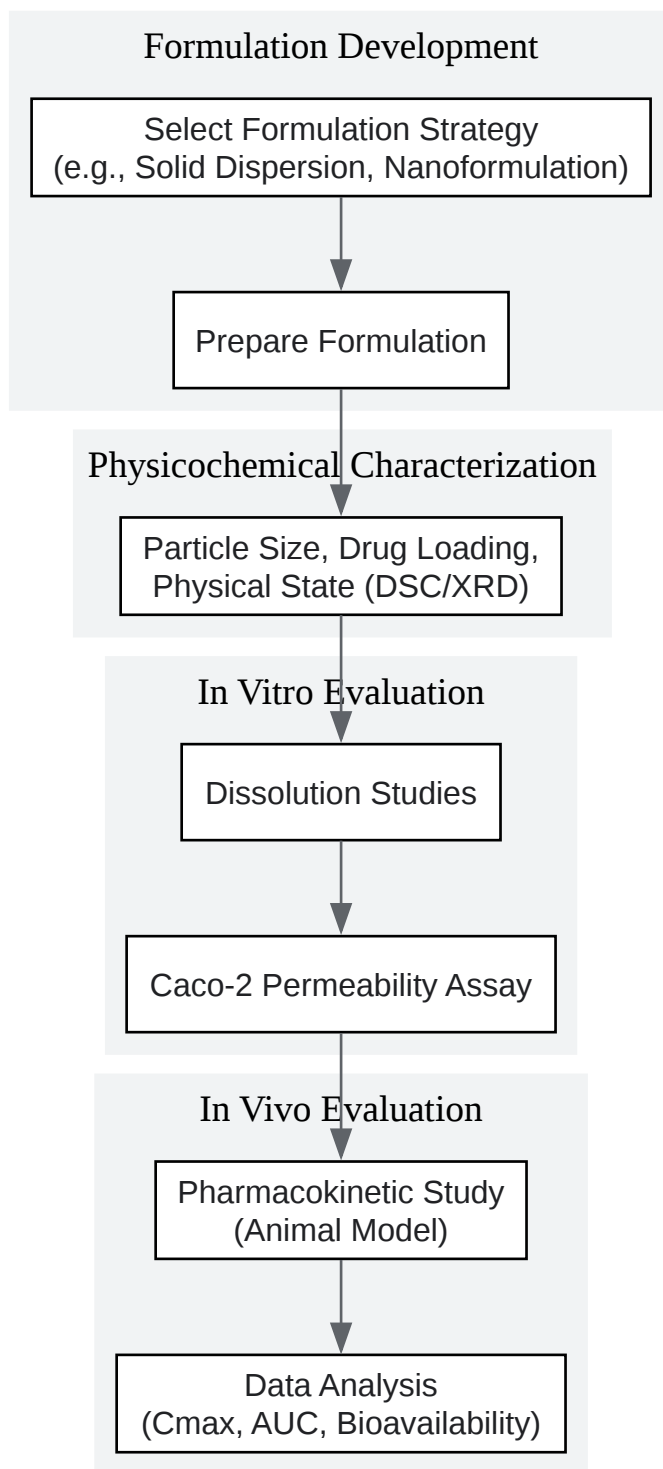 Formulation Development
Select Formulation Strategy
(e.g., Solid Dispersion, Nanoformulation)
Prepare Formulation
Physicochemical Characterization
Particle Size, Drug Loading,
Physical State (DSC/XRD)
In Vitro Evaluation
Dissolution Studies
Caco-2 Permeability Assay
In Vivo Evaluation
Pharmacokinetic Study
(Animal Model)
Data Analysis
(Cmax, AUC, Bioavailability)